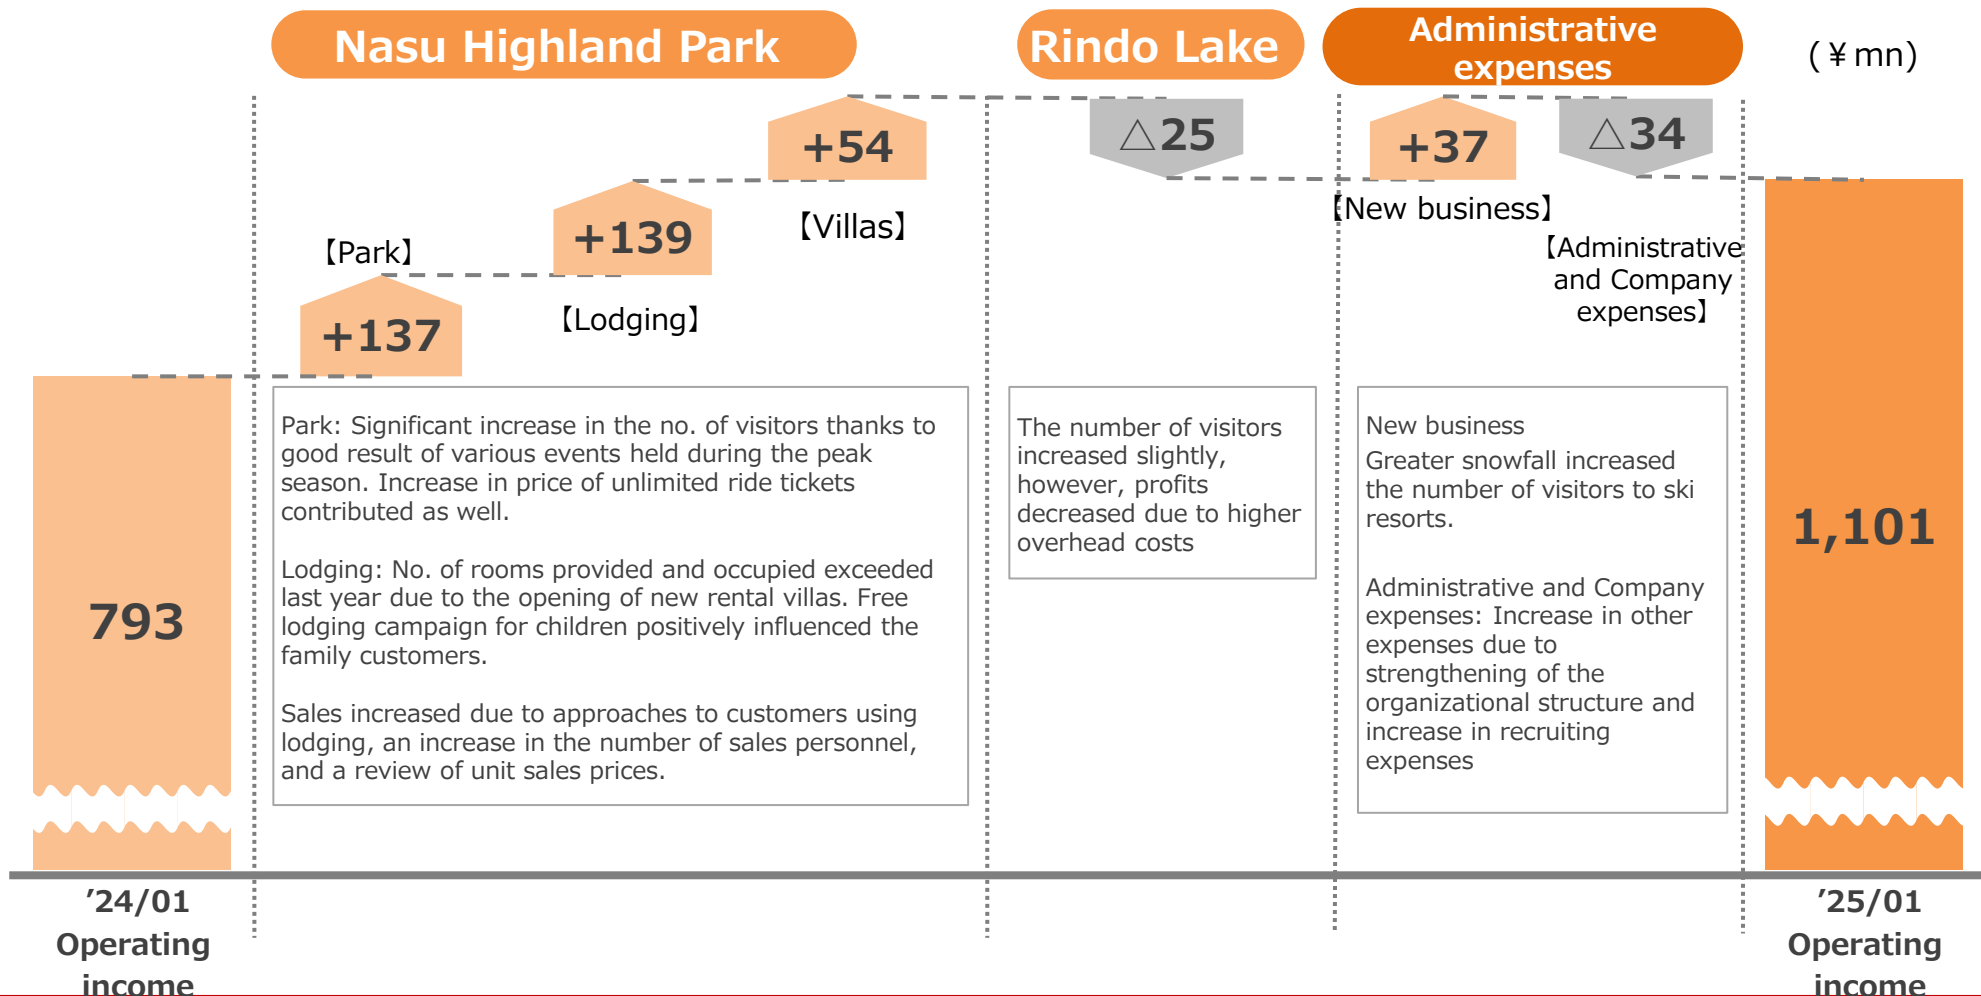 Nasu Highland Park
Rindo Lake
Administrative
expenses
(￥mn)
+54
△25
+37
△34
+139
【Villas】
【New business】
【Park】
【Administrative
and Company
expenses】
【Lodging】
+137
Park: Significant increase in the no. of visitors thanks to
good result of various events held during the peak
season. Increase in price of unlimited ride tickets
contributed as well.
Lodging: No. of rooms provided and occupied exceeded
last year due to the opening of new rental villas. Free
lodging campaign for children positively influenced the
family customers.
Sales increased due to approaches to customers using
lodging, an increase in the number of sales personnel,
and a review of unit sales prices.
The number of visitors
increased slightly,
however, profits
decreased due to higher
overhead costs
New business
Greater snowfall increased
the number of visitors to ski
resorts.
Administrative and Company
expenses: Increase in other
expenses due to
strengthening of the
organizational structure and
increase in recruiting
expenses
793
1,101
’24/01
Operating
income
’25/01
Operating
income